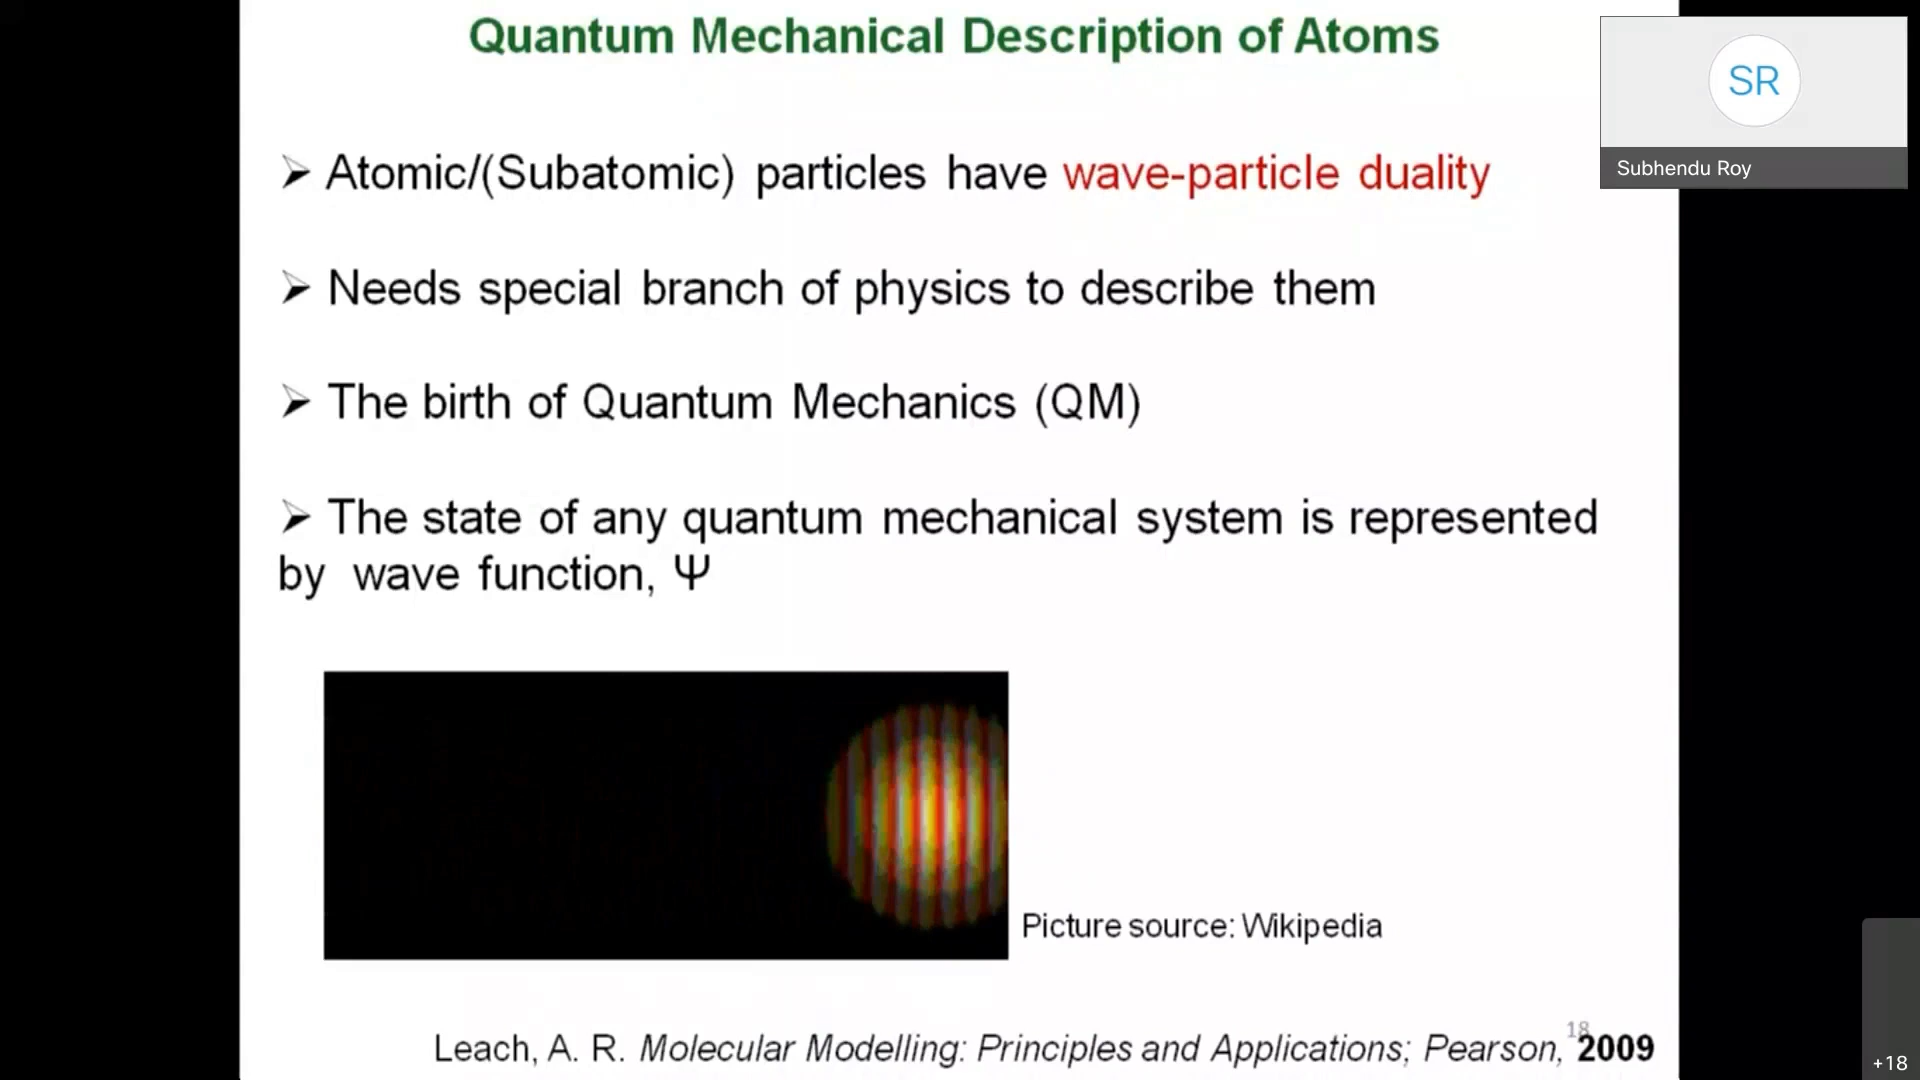 Quantum Mechanical Description of Atoms
SR
Subhendu Roy
➢ Atomic/(Subatomic) particles have wave-particle duality
➢ Needs special branch of physics to describe them
➢ The birth of Quantum Mechanics (QM)
➢ The state of any quantum mechanical system is represented
by wave function, Ψ
Picture source: Wikipedia
18
Leach, A. R. Molecular Modelling: Principles and Applications; Pearson, 2009
+18